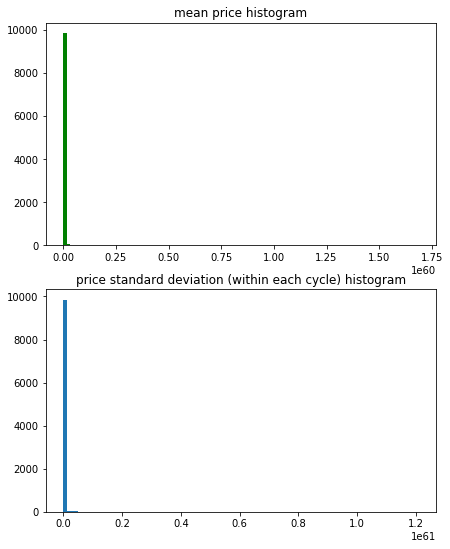 mean price histogram
10000
8000
6000
4000
2000
0
0.00 0.25 0.50 0.75 1.00 1.25 1.50 1.75
1e60
price standard deviation (within each cycle) histogram
10000
8000
6000
4000
2000
0
0.0 0.2 0.4 0.6 0.8 1.0 1.2
1e61